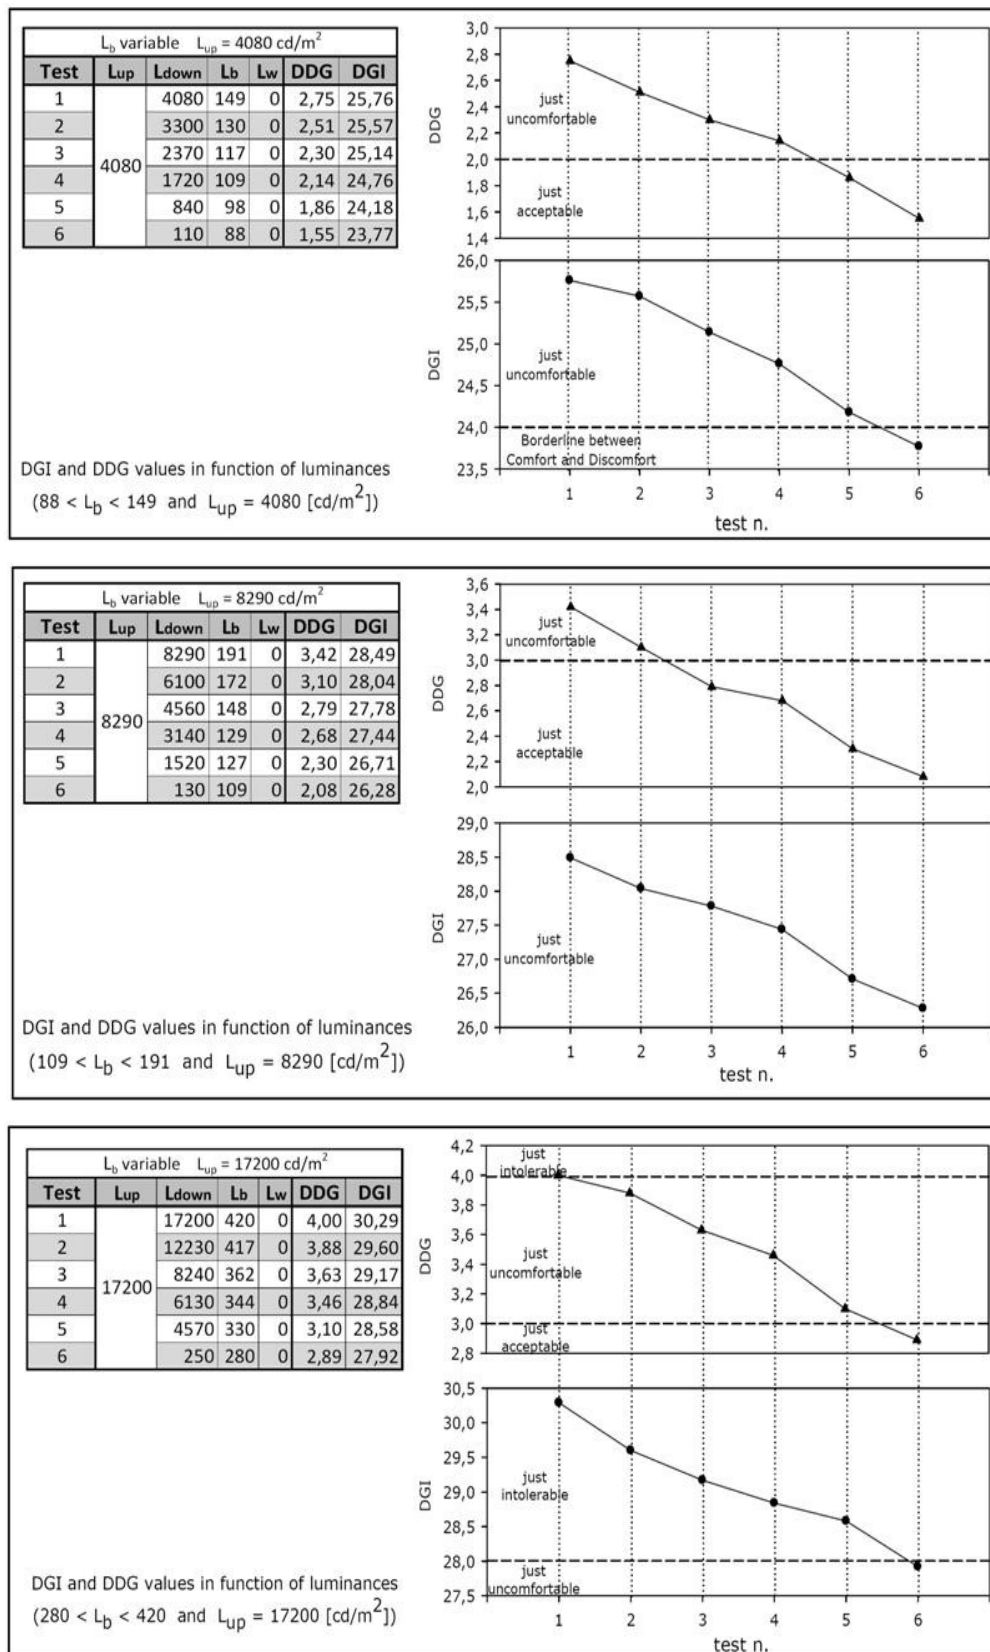 L_b variable L_up = 4080 cd/m²
Test Lup Ldown Lb Lw DDG DGI
1 4080 4080 149 0 2,75 25,76
2 3300 130 0 2,51 25,57
3 2370 117 0 2,30 25,14
4 1720 109 0 2,14 24,76
5 840 98 0 1,86 24,18
6 110 88 0 1,55 23,77
DGI and DDG values in function of luminances
(88 < L_b < 149 and L_up = 4080 [cd/m²])
3,0
2,8
2,6
2,4
2,2
2,0
1,8
1,6
1,4
DDG
just
uncomfortable
just
acceptable
26,0
25,5
25,0
24,5
24,0
23,5
DGI
just
uncomfortable
Borderline between
Comfort and Discomfort
1 2 3 4 5 6
test n.
L_b variable L_up = 8290 cd/m²
Test Lup Ldown Lb Lw DDG DGI
1 8290 8290 191 0 3,42 28,49
2 6100 172 0 3,10 28,04
3 4560 148 0 2,79 27,78
4 3140 129 0 2,68 27,44
5 1520 127 0 2,30 26,71
6 130 109 0 2,08 26,28
DGI and DDG values in function of luminances
(109 < L_b < 191 and L_up = 8290 [cd/m²])
3,6
3,4
3,2
3,0
2,8
2,6
2,4
2,2
2,0
DDG
just
uncomfortable
just
acceptable
29,0
28,5
28,0
27,5
27,0
26,5
26,0
DGI
just
uncomfortable
1 2 3 4 5 6
test n.
L_b variable L_up = 17200 cd/m²
Test Lup Ldown Lb Lw DDG DGI
1 17200 17200 420 0 4,00 30,29
2 12230 417 0 3,88 29,60
3 8240 362 0 3,63 29,17
4 6130 344 0 3,46 28,84
5 4570 330 0 3,10 28,58
6 250 280 0 2,89 27,92
DGI and DDG values in function of luminances
(280 < L_b < 420 and L_up = 17200 [cd/m²])
4,2
4,0
3,8
3,6
3,4
3,2
3,0
2,8
DDG
just
intolerable
just
uncomfortable
just
acceptable
30,5
30,0
29,5
29,0
28,5
28,0
27,5
DGI
just
intolerable
just
uncomfortable
1 2 3 4 5 6
test n.